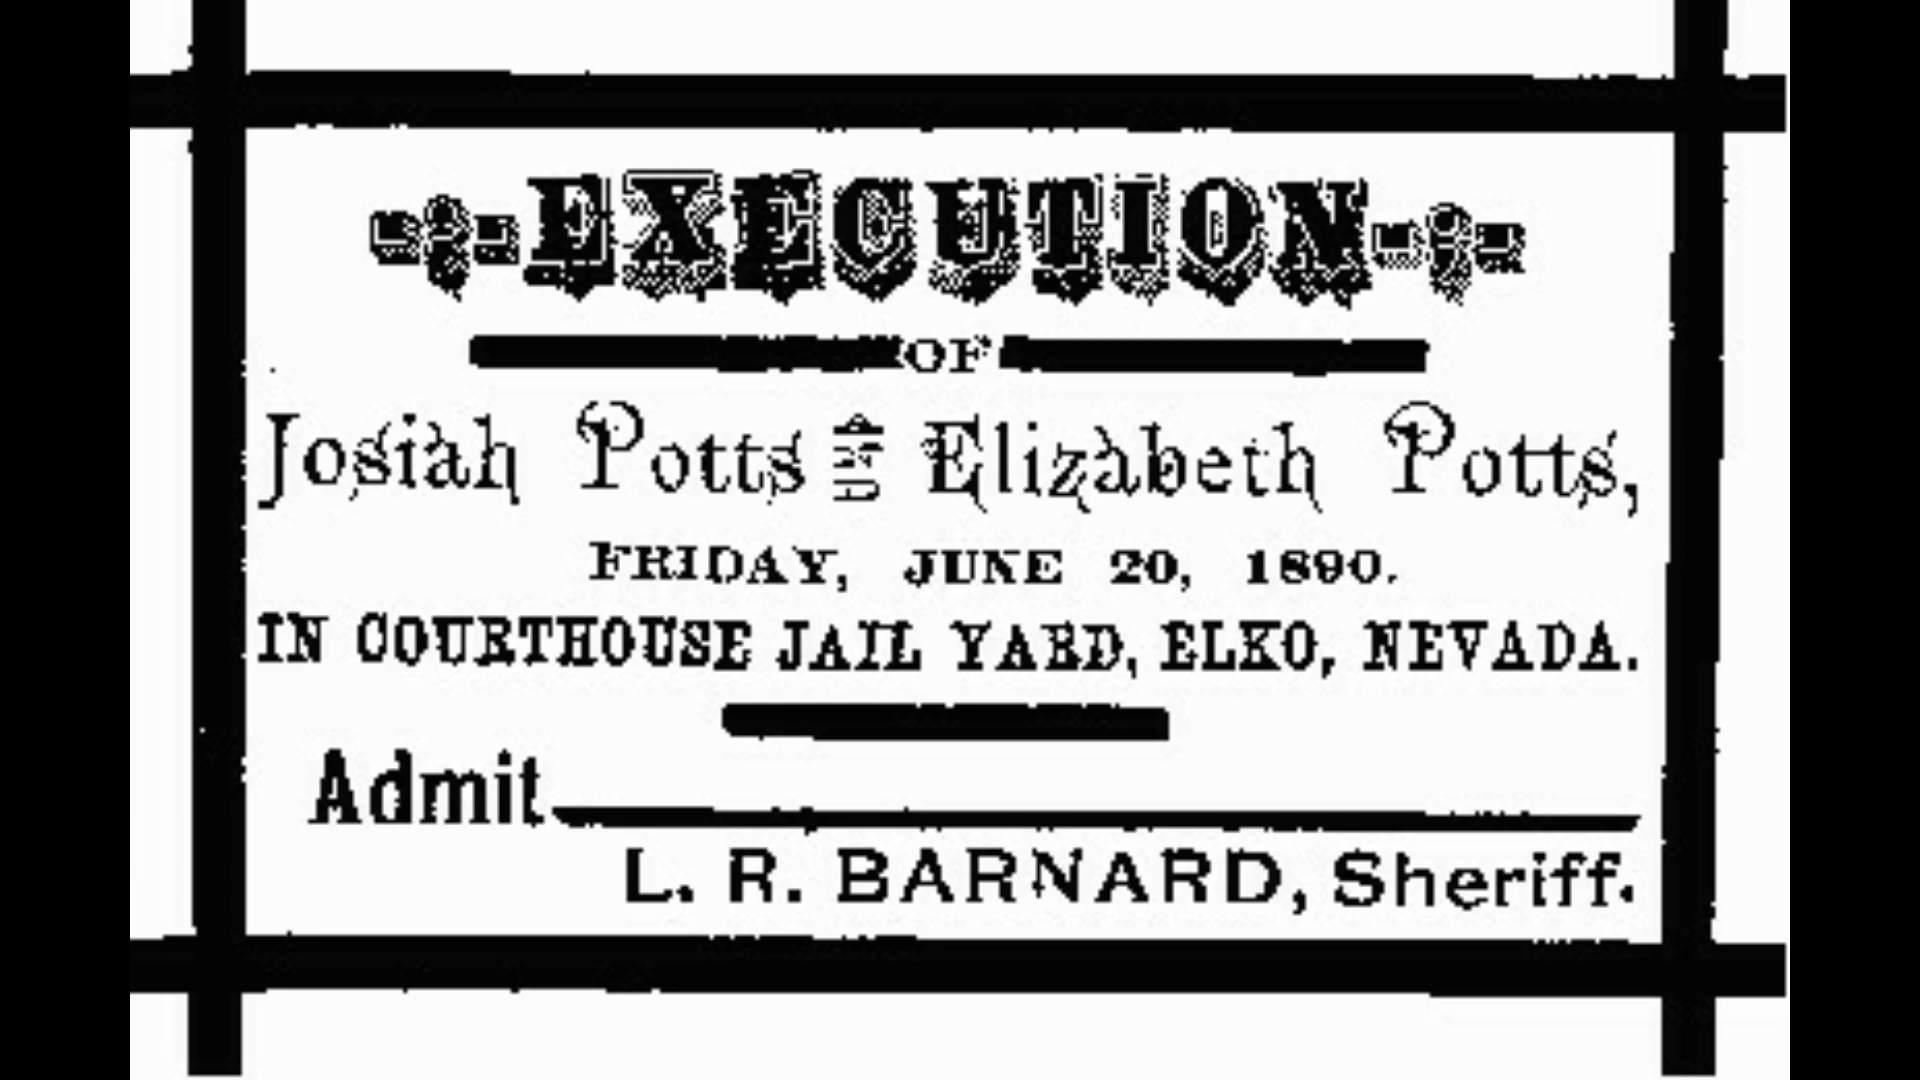 EXECUTION
OF
Josiah Potts AND Elizabeth Potts,
FRIDAY, JUNE 20, 1890.
IN COURTHOUSE JAIL YARD, ELKO, NEVADA.
Admit
L. R. BARNARD, Sheriff.